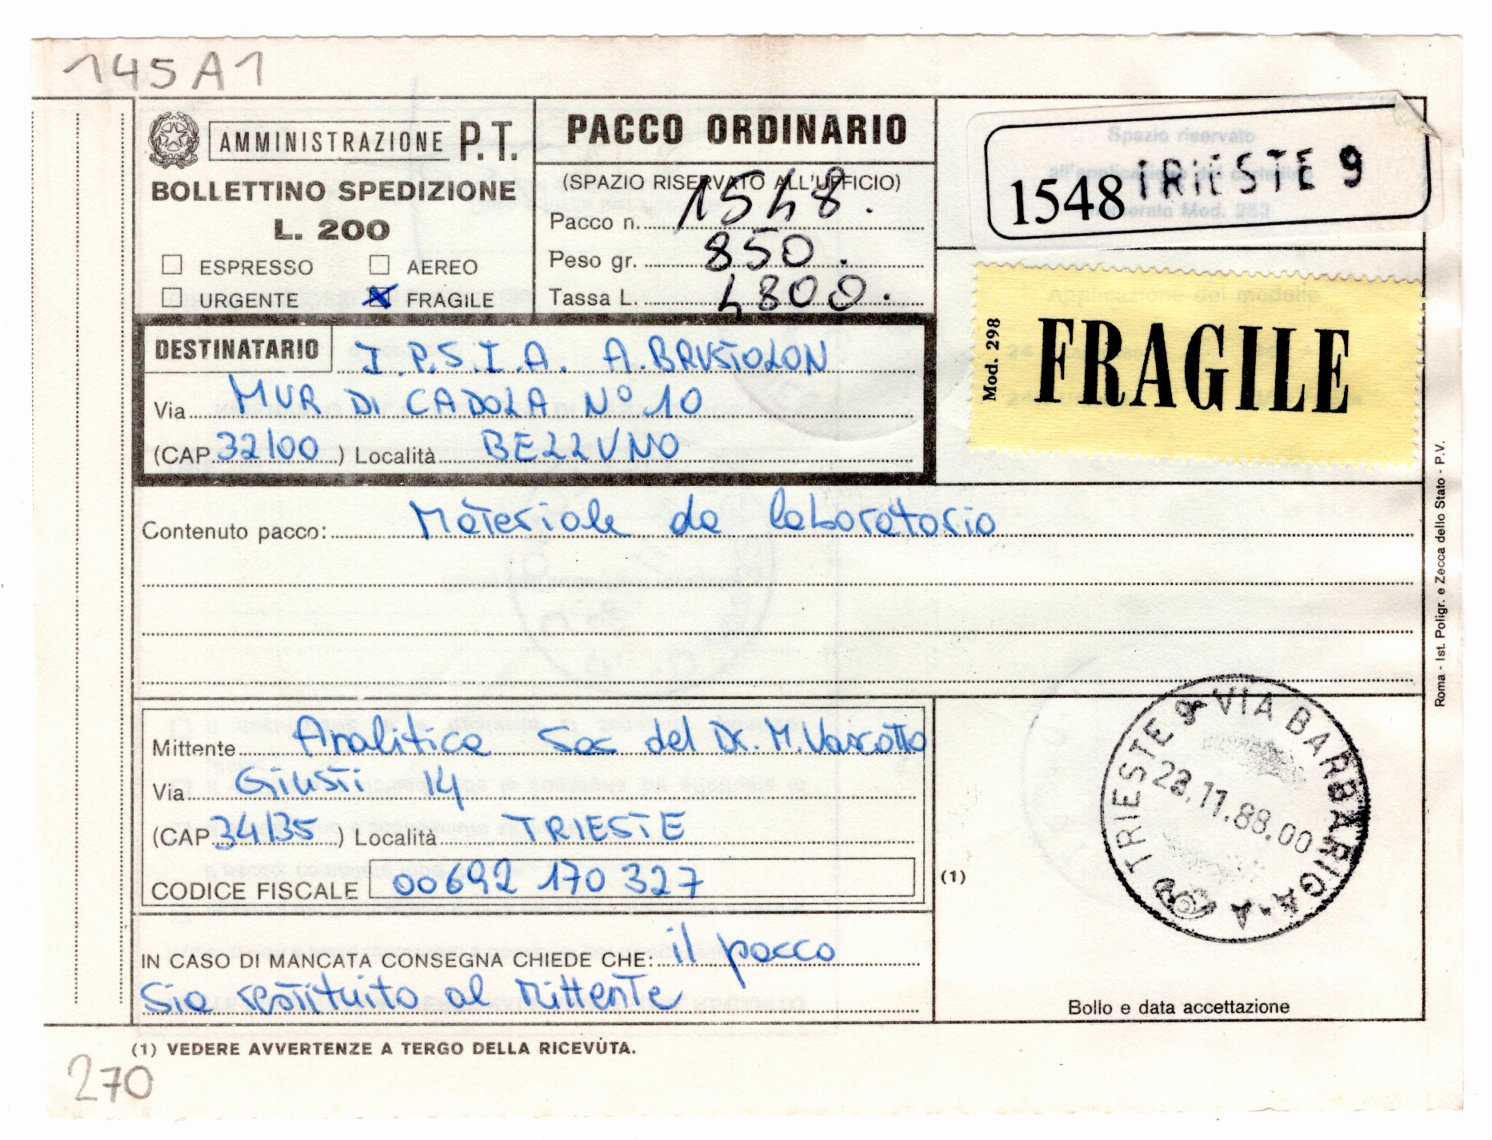 145A1
AMMINISTRAZIONE P.T.
BOLLETTINO SPEDIZIONE
L. 200
ESPRESSO
AEREO
URGENTE
FRAGILE
PACCO ORDINARIO
(SPAZIO RISERVATO ALL'UFFICIO)
Pacco n. 1548.
Peso gr. 850.
Tassa L. 4800.
1548 TRIESTE 9
Mod. 298
FRAGILE
DESTINATARIO I.P.S.I.A. A. BRUSTOLON
Via MUR DI CADOLA N° 10
(CAP 32100) Località BELLUNO
Contenuto pacco: Materiale da laboratorio
Roma - Ist. Poligr. e Zecca dello Stato - P.V.
Mittente Analitica Sas del Dr. M. Vascotto
Via Giusti 14
(CAP 34135) Località TRIESTE
CODICE FISCALE 00692 170 327
IN CASO DI MANCATA CONSEGNA CHIEDE CHE: il pacco
sia restituito al Mittente
(1)
TRIESTE 9 VIA BARBARIGA - A
28.11.88.00
Bollo e data accettazione
(1) VEDERE AVVERTENZE A TERGO DELLA RICEVUTA.
270